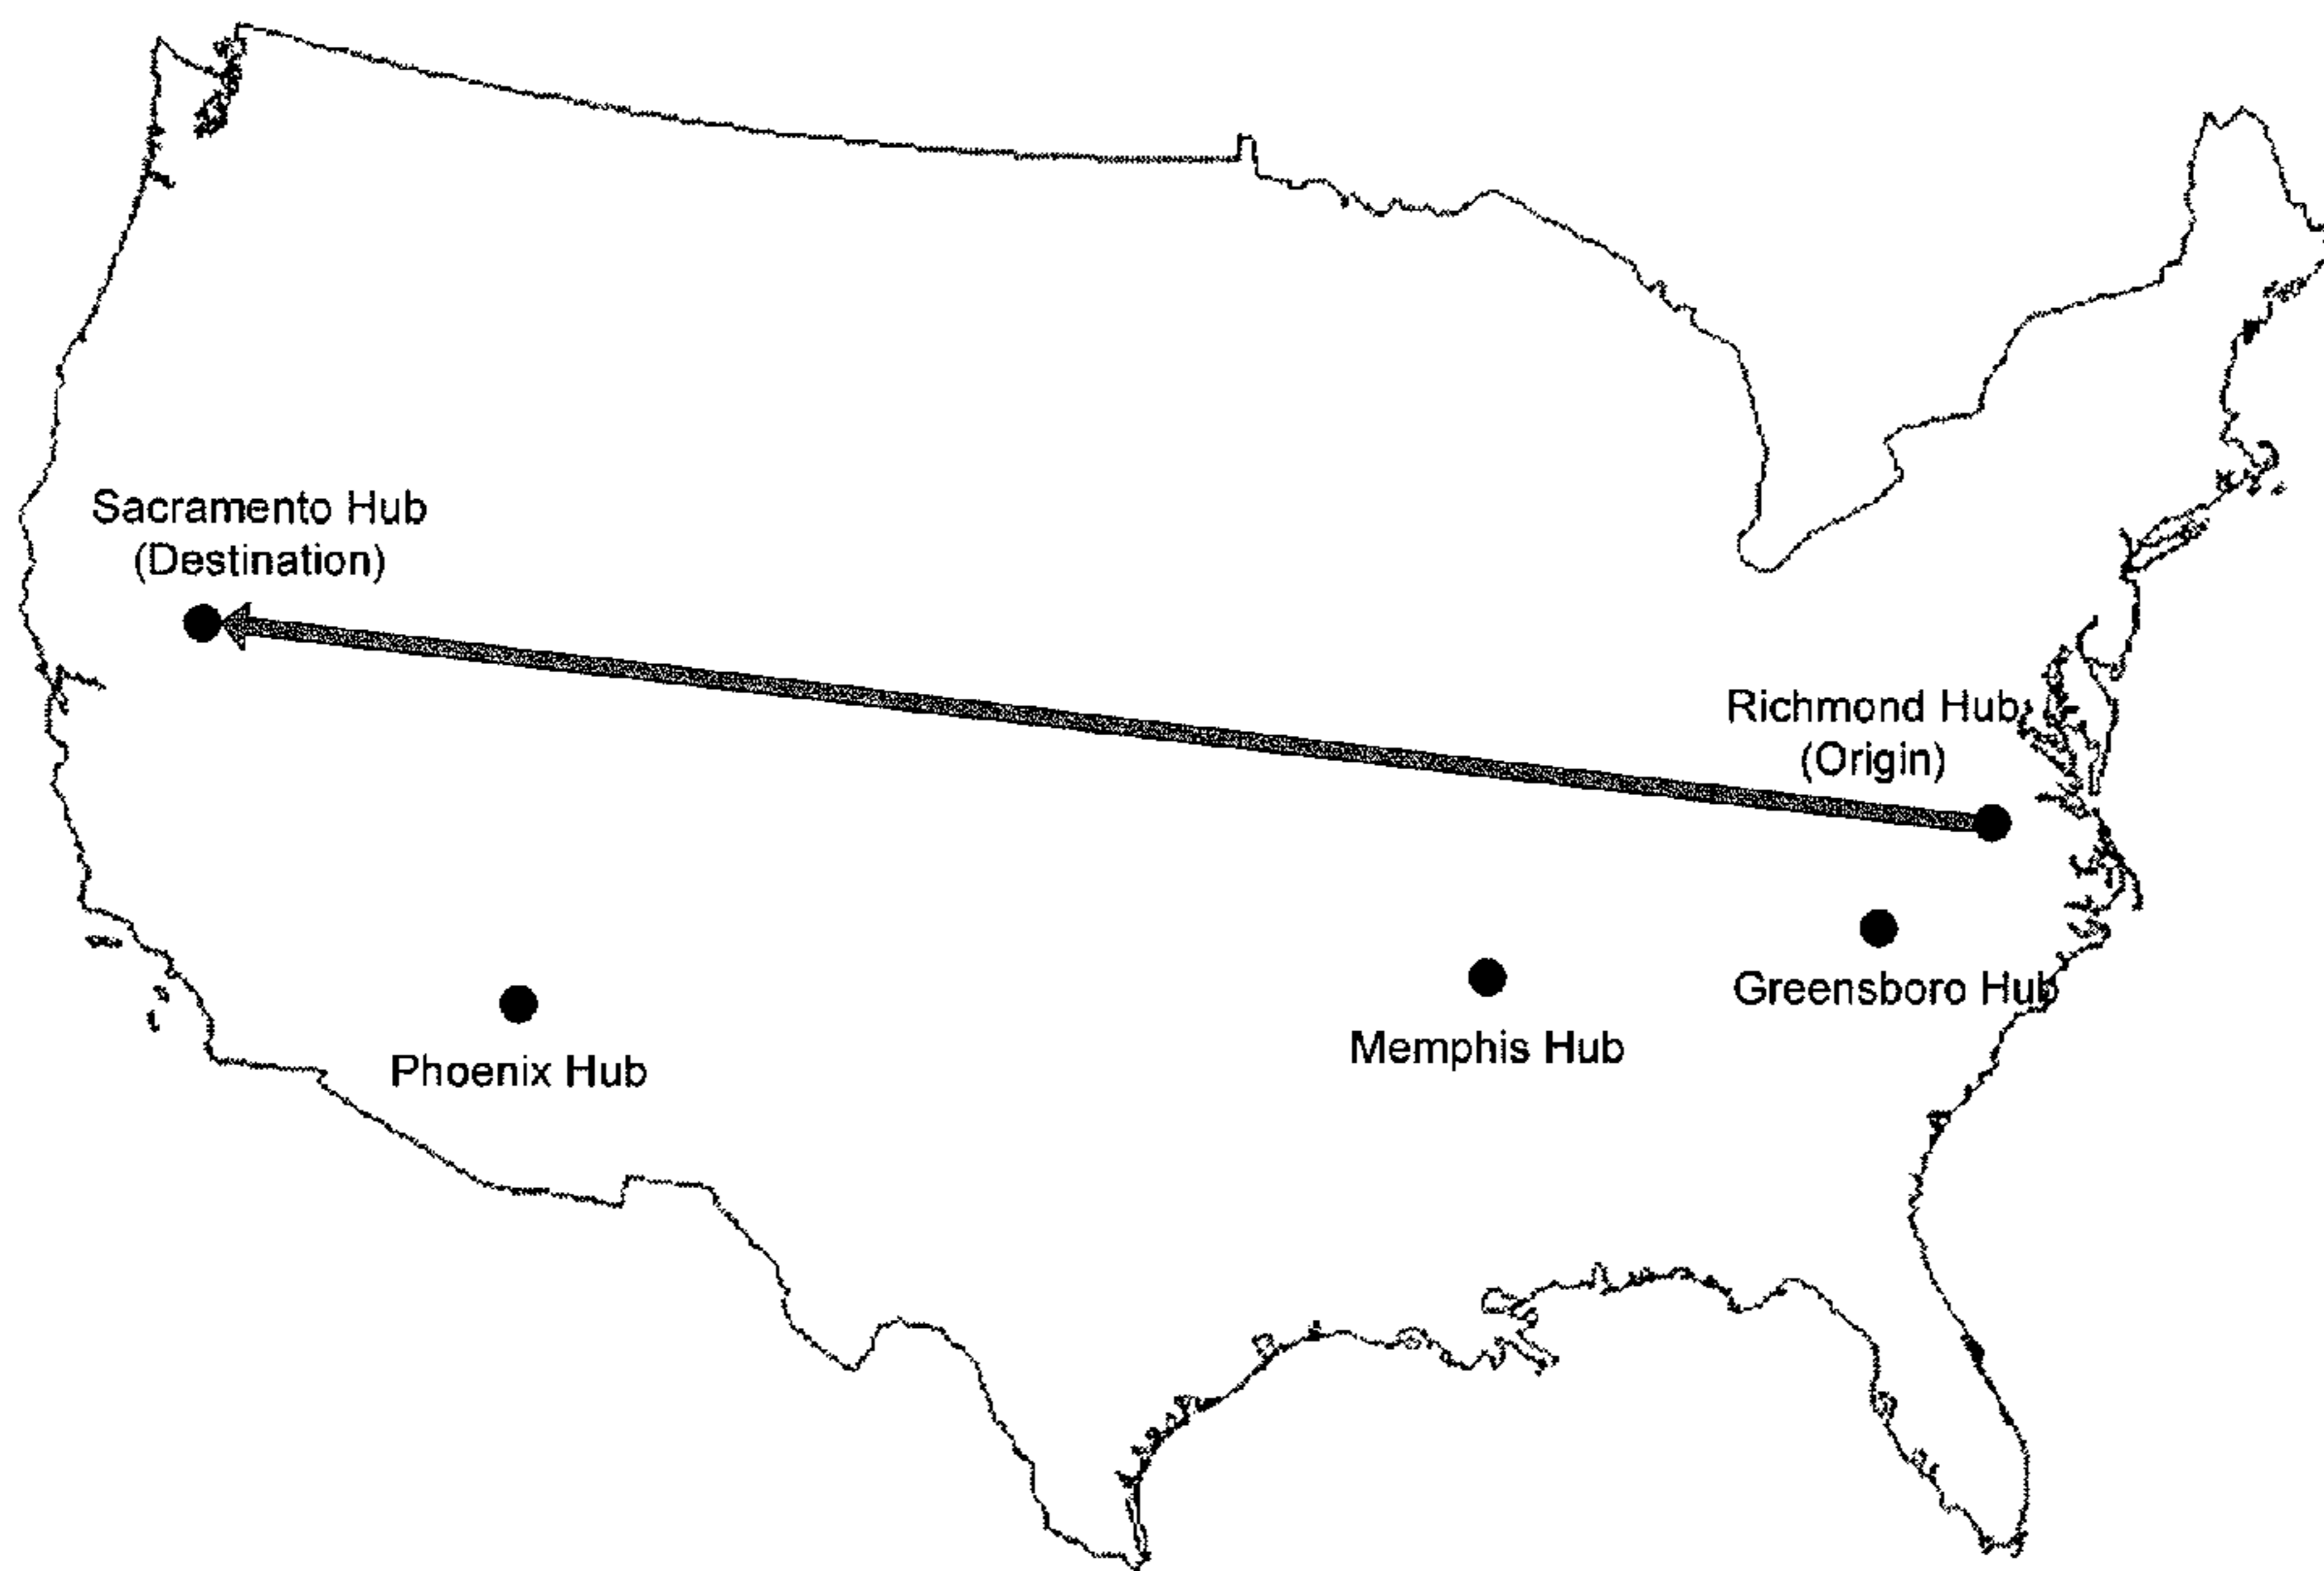 Sacramento Hub
(Destination)
Richmond Hub
(Origin)
Greensboro Hub
Memphis Hub
Phoenix Hub